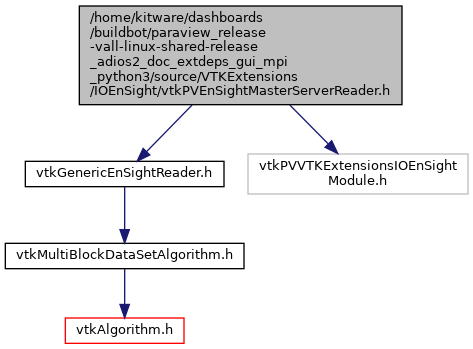 /home/kitware/dashboards
/buildbot/paraview_release
-vall-linux-shared-release
_adios2_doc_extdeps_gui_mpi
_python3/source/VTKExtensions
/IOEnSight/vtkPVEnSightMasterServerReader.h
vtkGenericEnSightReader.h
vtkPVVTKExtensionsIOEnSight
Module.h
vtkMultiBlockDataSetAlgorithm.h
vtkAlgorithm.h